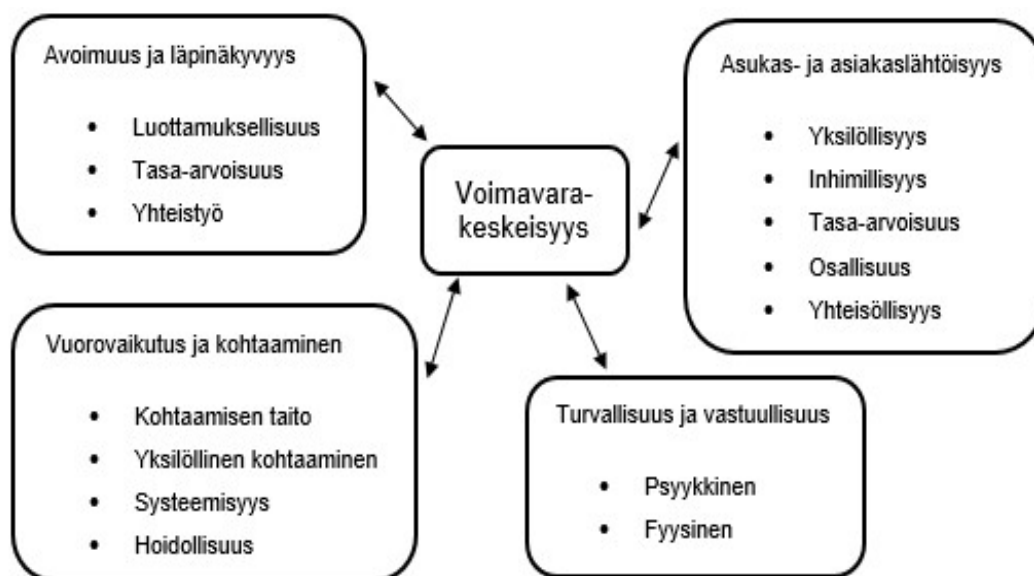 Avoimuus ja läpinäkyvyys
• Luottamuksellisuus
• Tasa-arvoisuus
• Yhteistyö
Voimavara-
keskeisyys
Asukas- ja asiakaslähtöisyys
• Yksilöllisyys
• Inhimillisyys
• Tasa-arvoisuus
• Osallisuus
• Yhteisöllisyys
Vuorovaikutus ja kohtaaminen
• Kohtaamisen taito
• Yksilöllinen kohtaaminen
• Systeemisyys
• Hoidollisuus
Turvallisuus ja vastuullisuus
• Psyykkinen
• Fyysinen